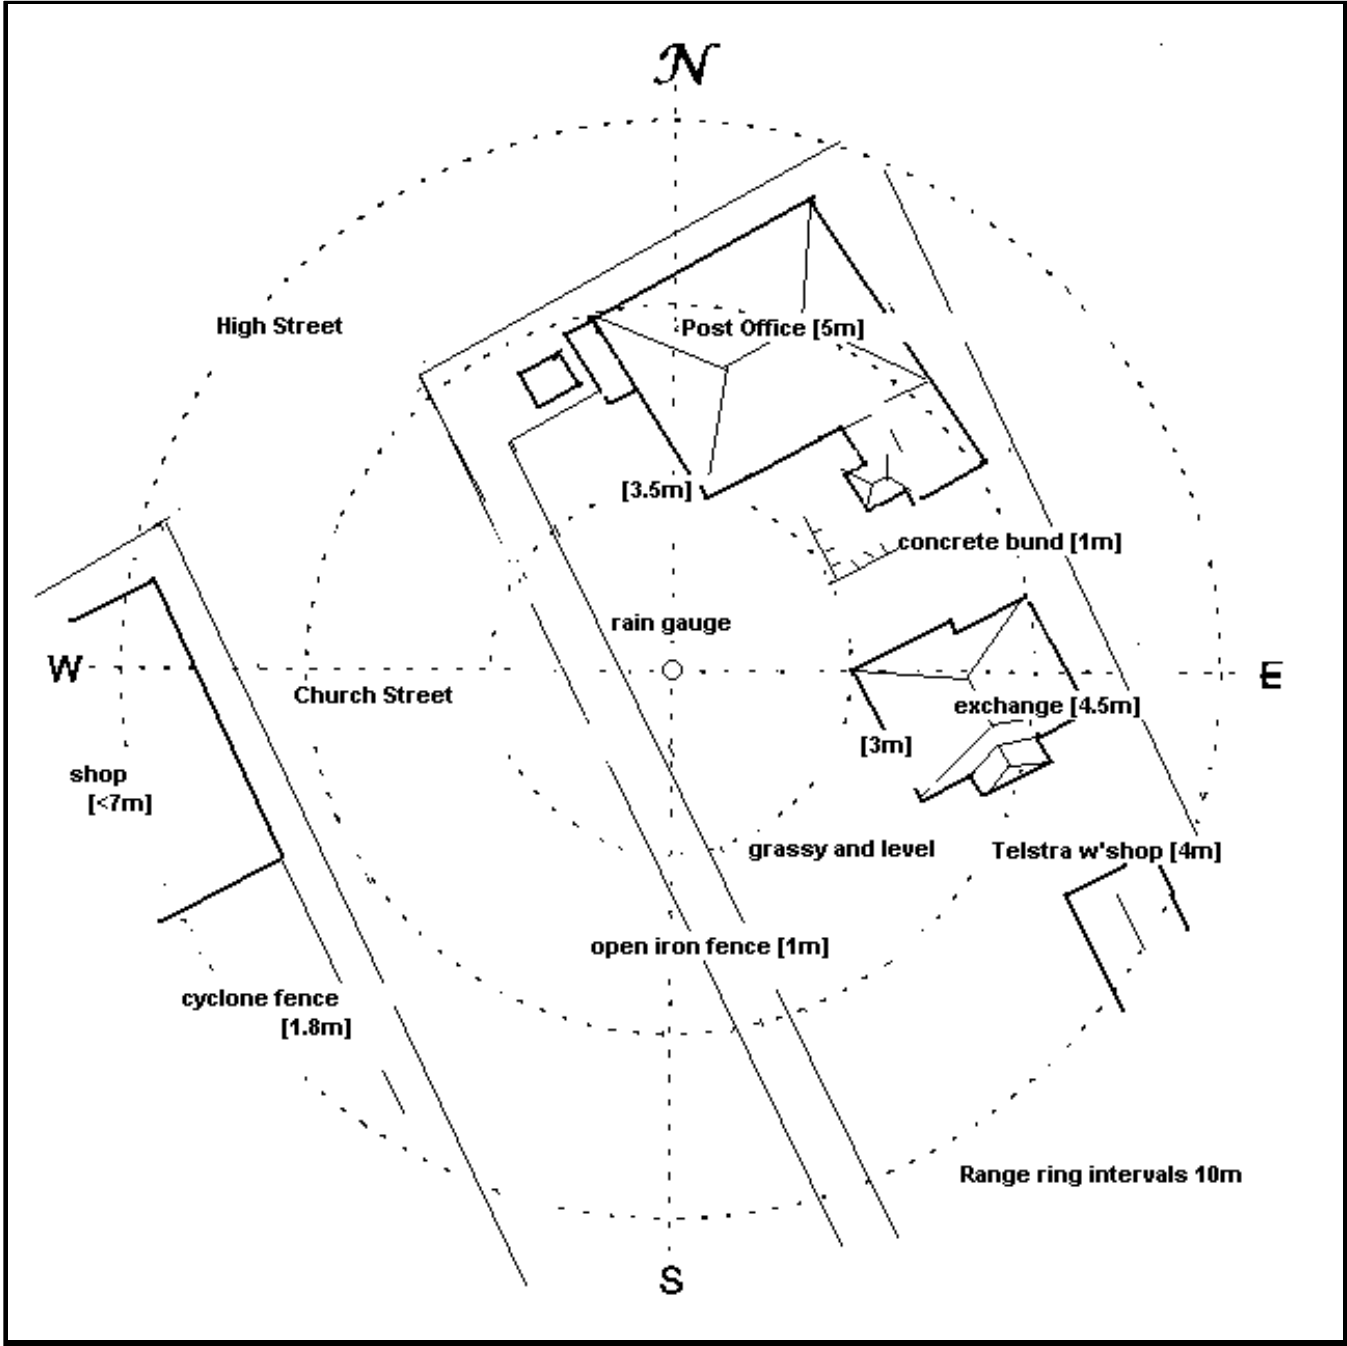 N
High Street
Post Office [5m]
[3.5m]
concrete bund [1m]
rain gauge
W
E
Church Street
exchange [4.5m]
[3m]
shop
[<7m]
grassy and level
Telstra w'shop [4m]
open iron fence [1m]
cyclone fence
[1.8m]
Range ring intervals 10m
S